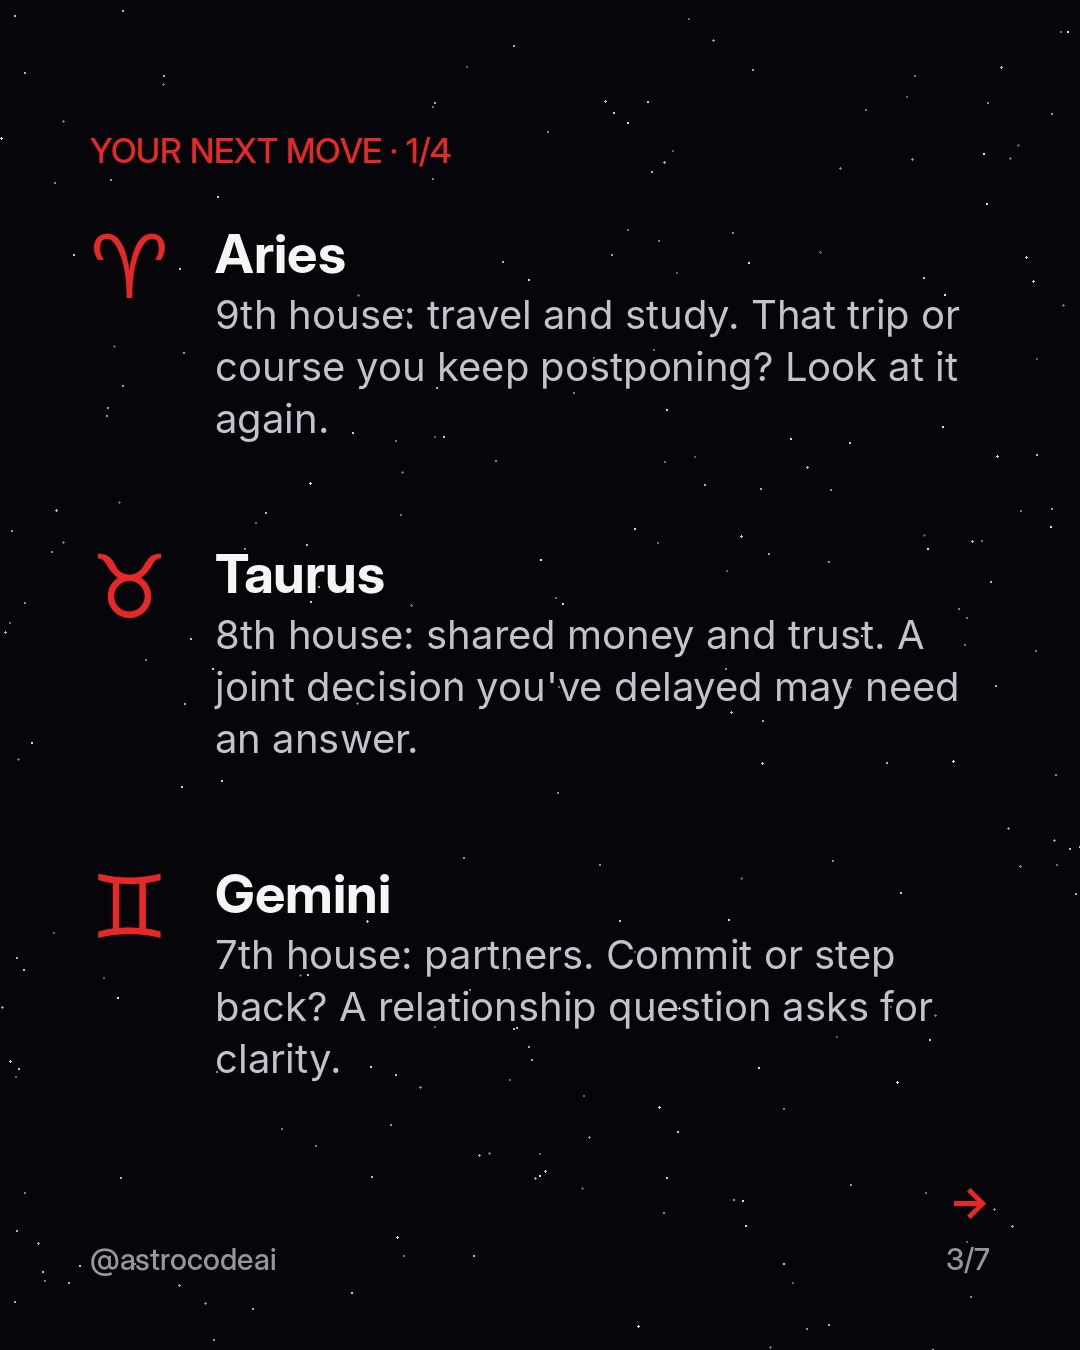 YOUR NEXT MOVE · 1/4
♈ Aries
9th house: travel and study. That trip or
course you keep postponing? Look at it
again.
♉ Taurus
8th house: shared money and trust. A
joint decision you've delayed may need
an answer.
♊ Gemini
7th house: partners. Commit or step
back? A relationship question asks for
clarity.
→
@astrocodeai
3/7